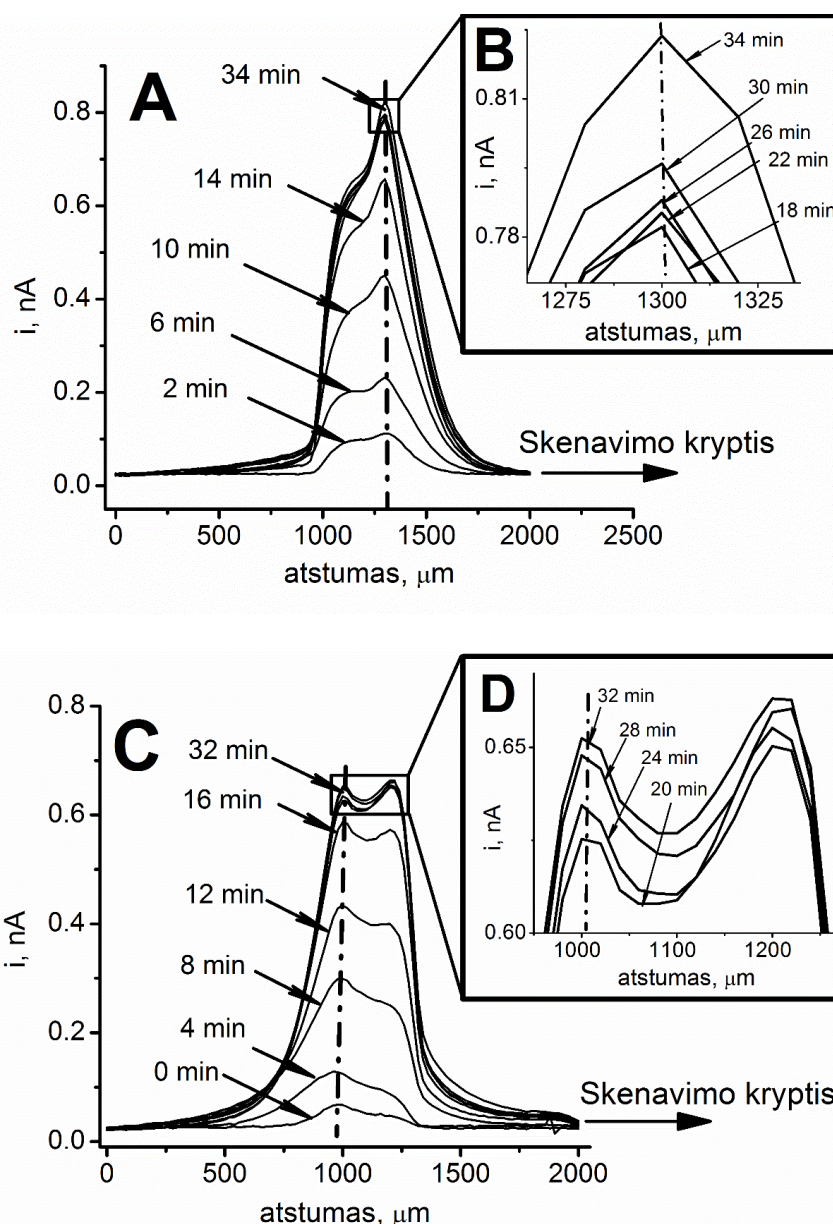 A
34 min
14 min
10 min
6 min
2 min
0.8
0.6
0.4
0.2
0.0
i, nA
0
500
1000
1500
2000
2500
atstumas, μm
Skenavimo kryptis
B
34 min
30 min
26 min
22 min
18 min
0.81
0.78
i, nA
1275
1300
1325
atstumas, μm
C
32 min
16 min
12 min
8 min
4 min
0 min
0.8
0.6
0.4
0.2
0.0
i, nA
0
500
1000
1500
2000
atstumas, μm
Skenavimo kryptis
D
32 min
28 min
24 min
20 min
0.65
0.60
i, nA
1000
1100
1200
atstumas, μm